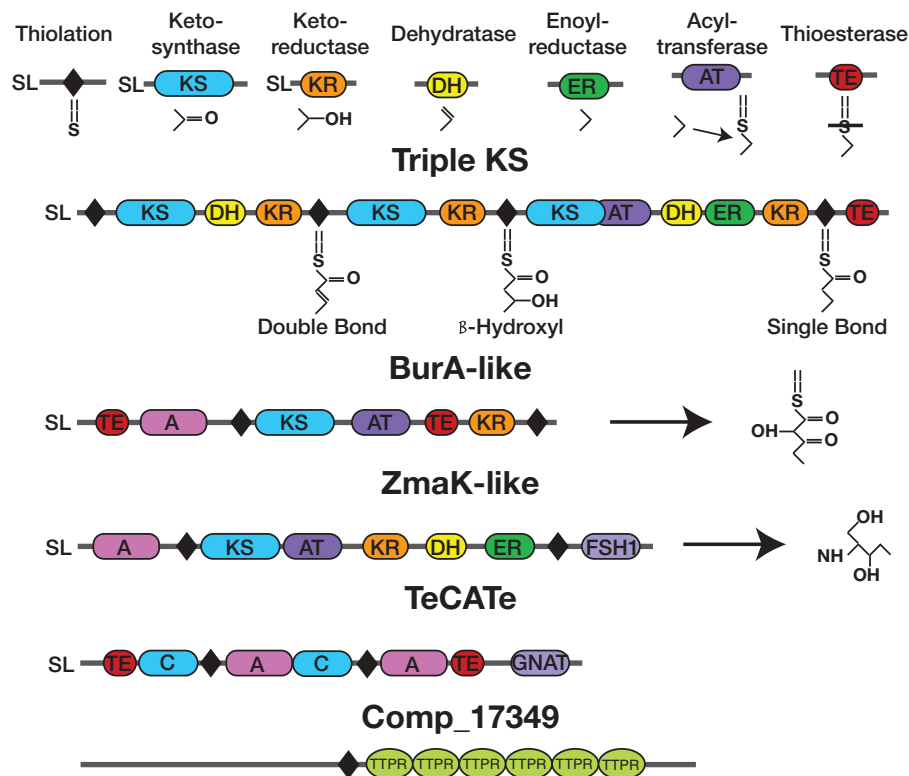 Thiolation
Keto-
synthase
Keto-
reductase
Dehydratase
Enoyl-
reductase
Acyl-
transferase
Thioesterase
SL
SL KS
SL KR
DH
ER
AT
TE
S
O
OH
S
S
Triple KS
SL KS DH KR KS KR KS AT DH ER KR TE
S O
S O
S O
OH
Double Bond
β-Hydroxyl
Single Bond
BurA-like
SL TE A KS AT TE KR
S
O
OH
O
ZmaK-like
SL A KS AT KR DH ER FSH1
OH
NH
OH
TeCATe
SL TE C A C A TE GNAT
Comp_17349
TTPR TTPR TTPR TTPR TTPR TTPR